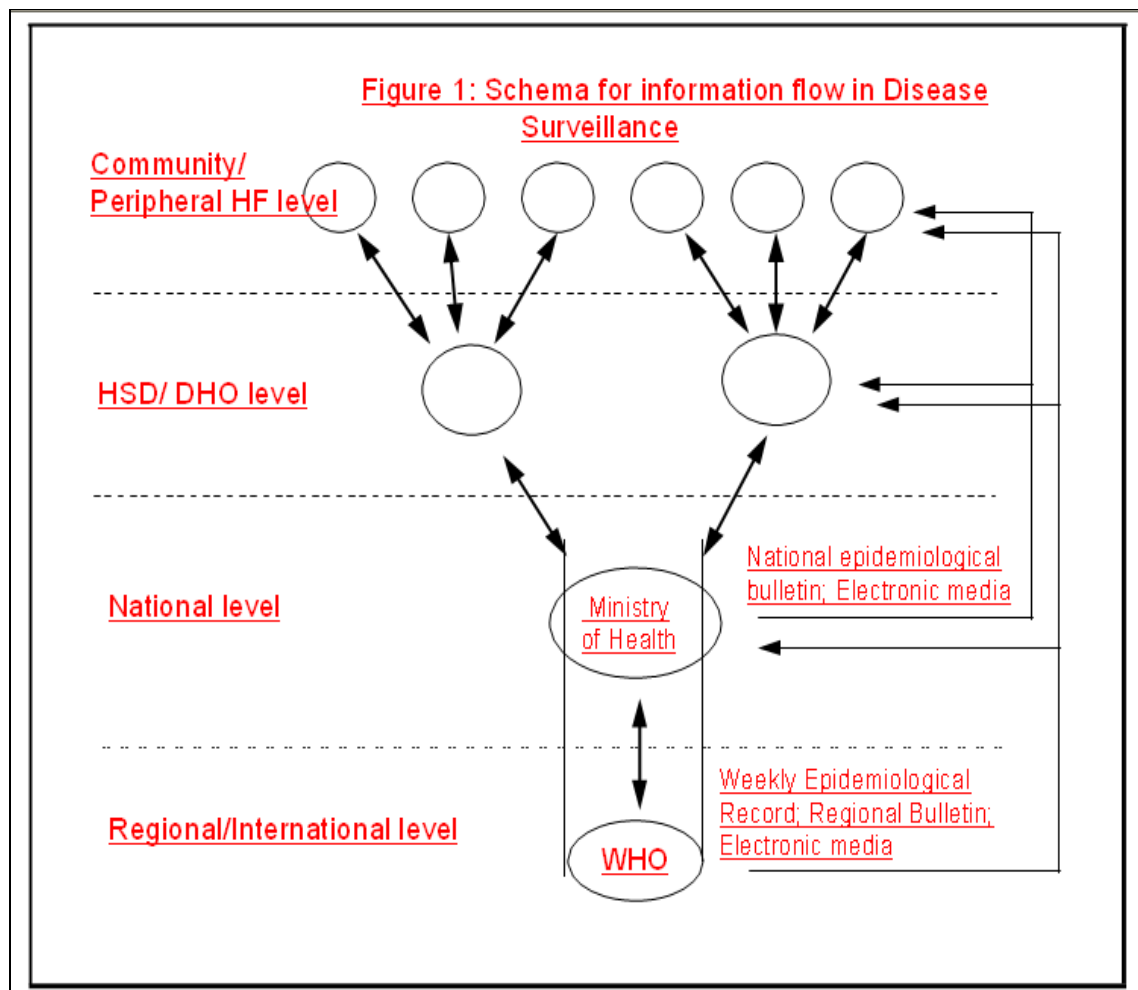 Figure 1: Schema for information flow in Disease
Surveillance
Community/
Peripheral HF level
HSD/ DHO level
National level
Ministry
of Health
National epidemiological
bulletin; Electronic media
Regional/International level
WHO
Weekly Epidemiological
Record; Regional Bulletin;
Electronic media